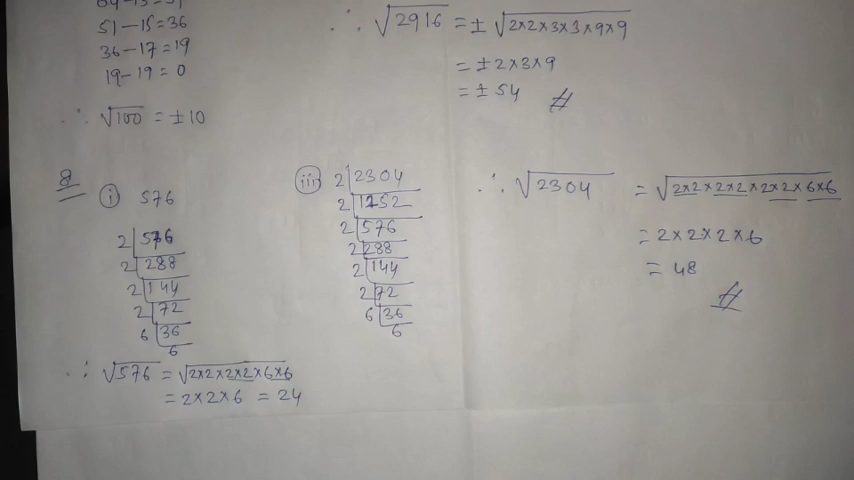 51-15=36
36-17=19
19-19=0
∴ √100 = ±10
∴ √2916 = ± √2×2×3×3×9×9
= ±2×3×9
= ± 54
8
(i) 576
2 | 576
2 | 288
2 | 144
2 | 72
6 | 36
6
∴ √576 = √2×2×2×2×6×6
= 2×2×6 = 24
(iii) 2 | 2304
2 | 1152
2 | 576
2 | 288
2 | 144
2 | 72
6 | 36
6
∴ √2304 = √2×2×2×2×2×2×6×6
= 2×2×2×6
= 48